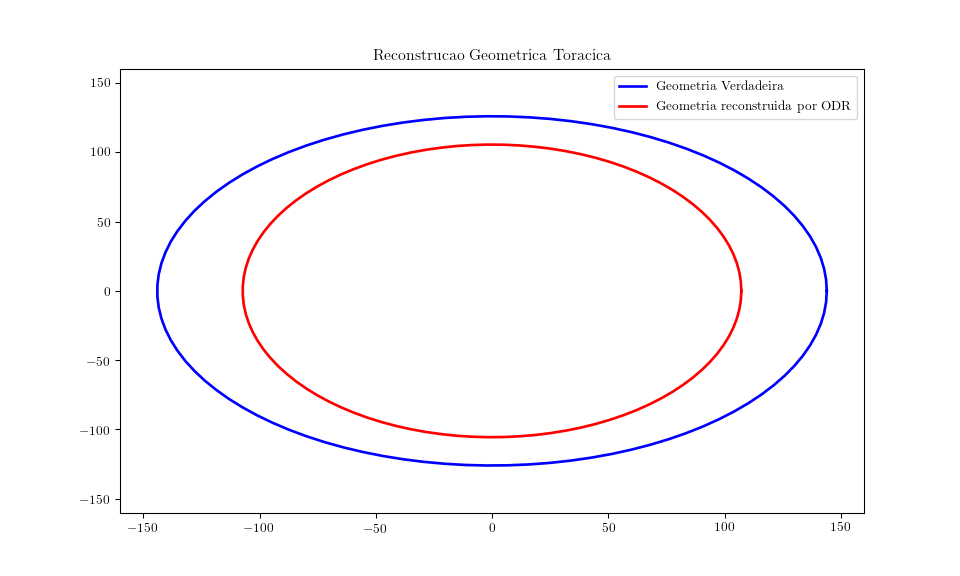 Reconstrucao Geometrica Toracica
Geometria Verdadeira
Geometria reconstruida por ODR
150
100
50
0
−50
−100
−150
−150 −100 −50 0 50 100 150